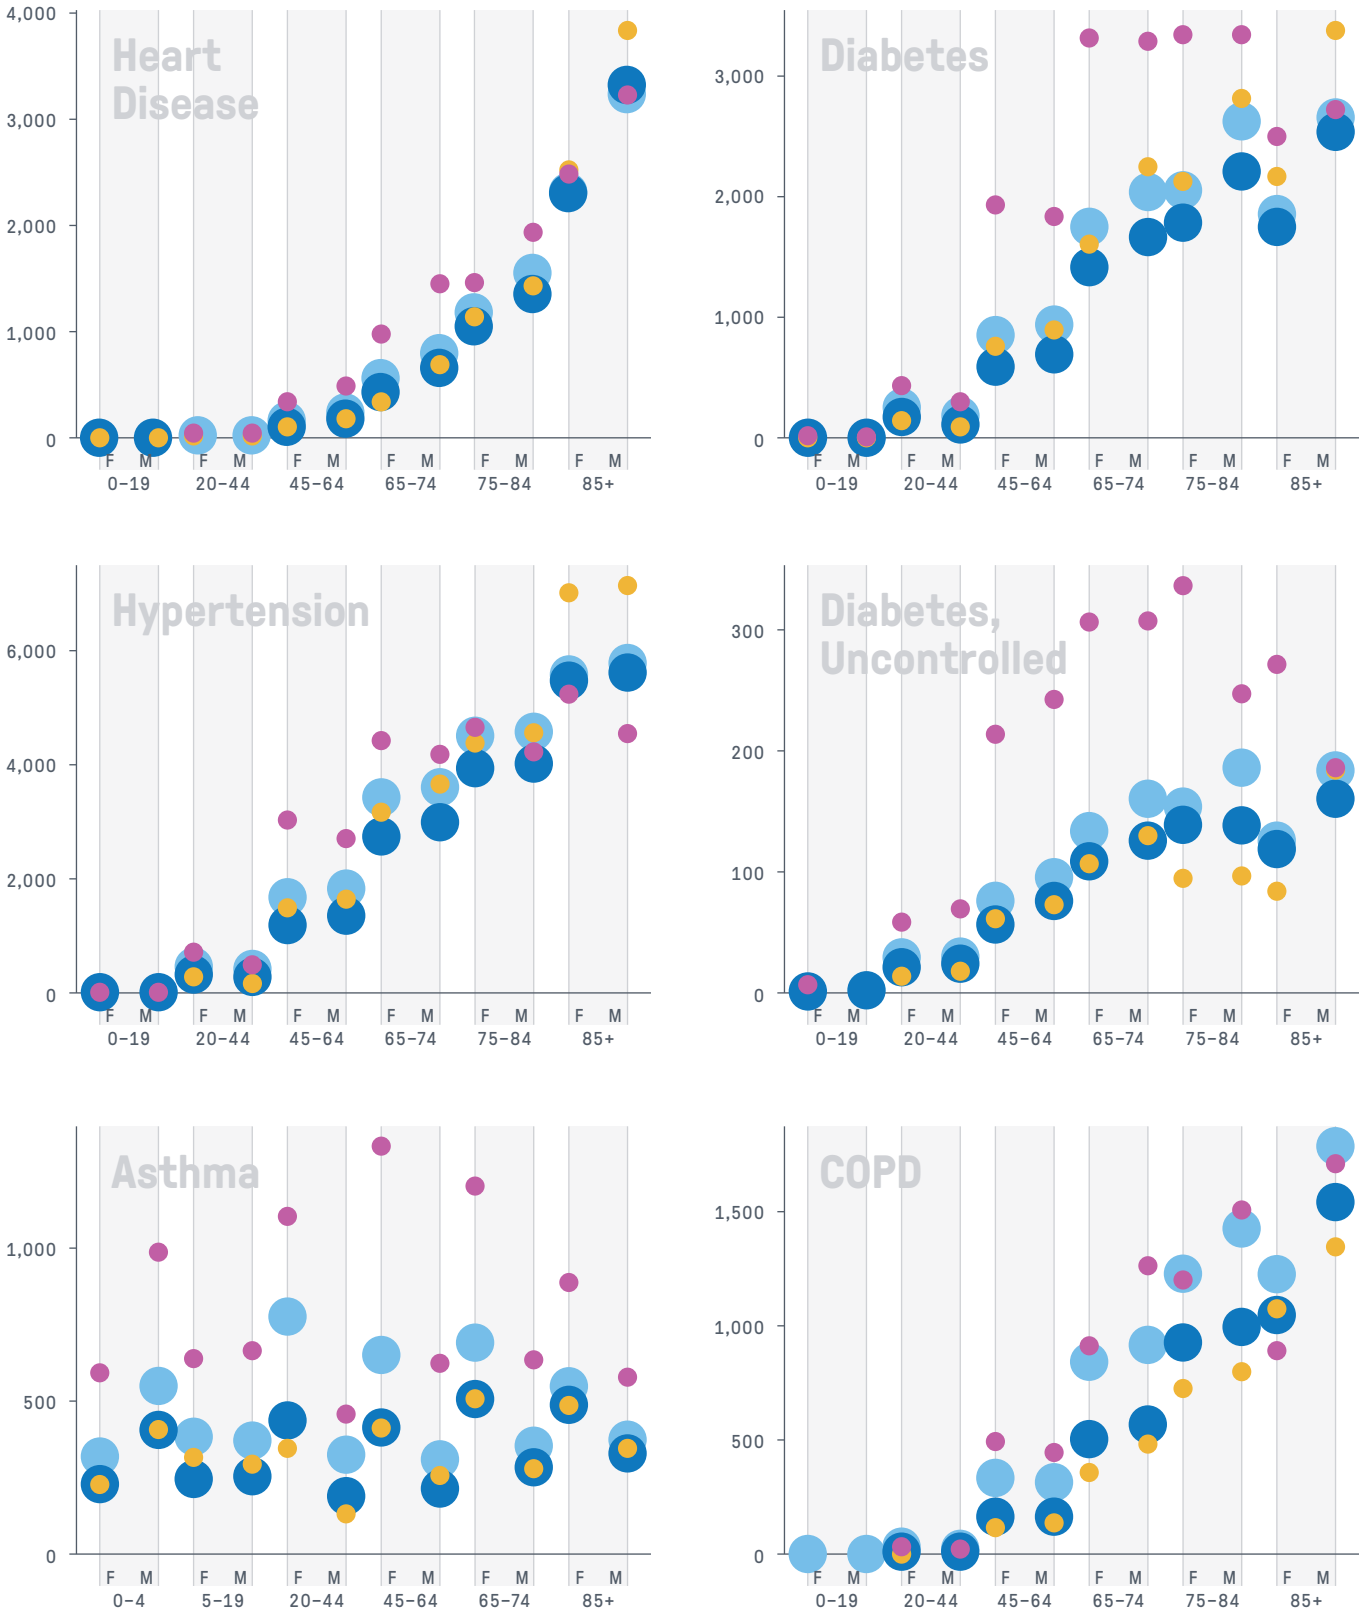 Heart
Disease
4,000
3,000
2,000
1,000
0
F M F M F M F M F M F M
0–19 20–44 45–64 65–74 75–84 85+
Diabetes
3,000
2,000
1,000
0
F M F M F M F M F M F M
0–19 20–44 45–64 65–74 75–84 85+
Hypertension
6,000
4,000
2,000
0
F M F M F M F M F M F M
0–19 20–44 45–64 65–74 75–84 85+
Diabetes,
Uncontrolled
300
200
100
0
F M F M F M F M F M F M
0–19 20–44 45–64 65–74 75–84 85+
Asthma
1,000
500
0
F M F M F M F M F M F M
0–4 5–19 20–44 45–64 65–74 85+
COPD
1,500
1,000
500
0
F M F M F M F M F M F M
0–19 20–44 45–64 65–74 75–84 85+